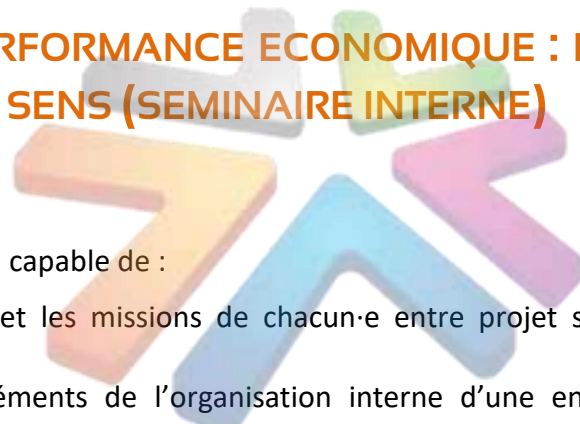 RFORMANCE ECONOMIQUE :
SENS (SEMINAIRE INTERNE)
capable de :
et les missions de chacun·e entre projet s
éments de l'organisation interne d'une en